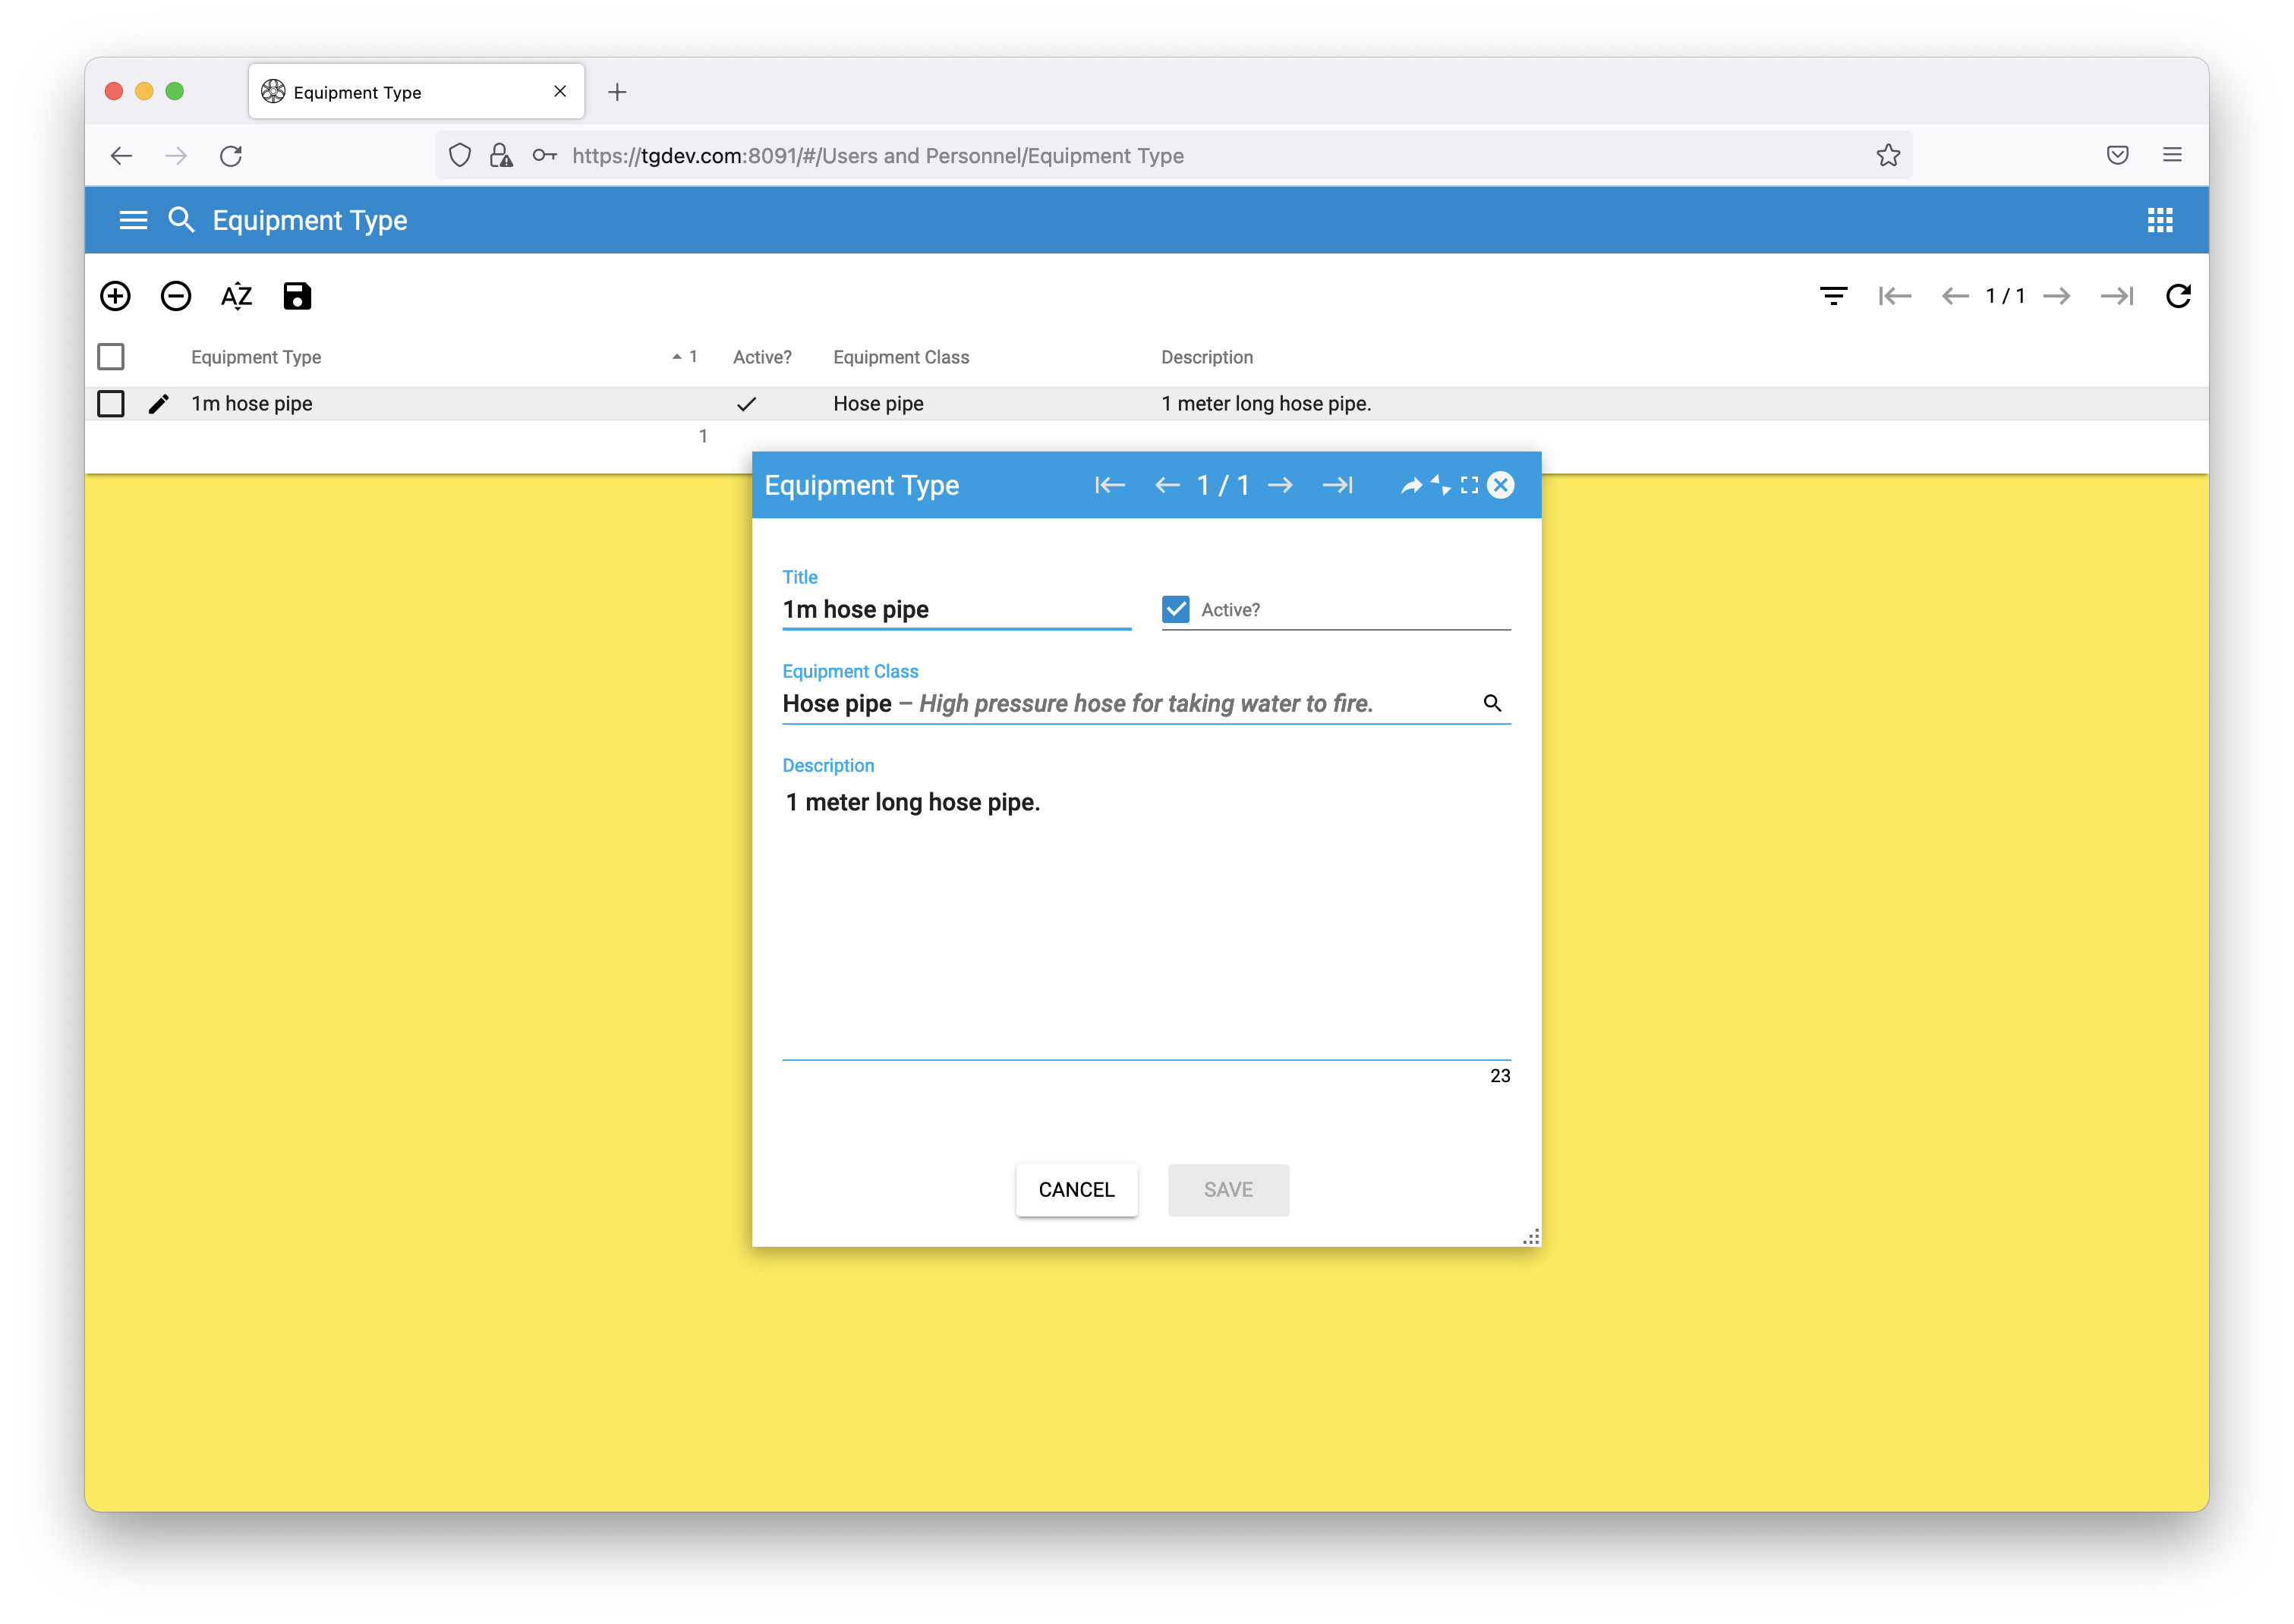 Equipment Type
https://tgdev.com:8091/#/Users and Personnel/Equipment Type
Equipment Type
AZ
1 / 1
Equipment Type 1 Active? Equipment Class Description
1m hose pipe Hose pipe 1 meter long hose pipe.
1
Equipment Type 1 / 1
Title
1m hose pipe Active?
Equipment Class
Hose pipe – High pressure hose for taking water to fire.
Description
1 meter long hose pipe.
23
CANCEL SAVE